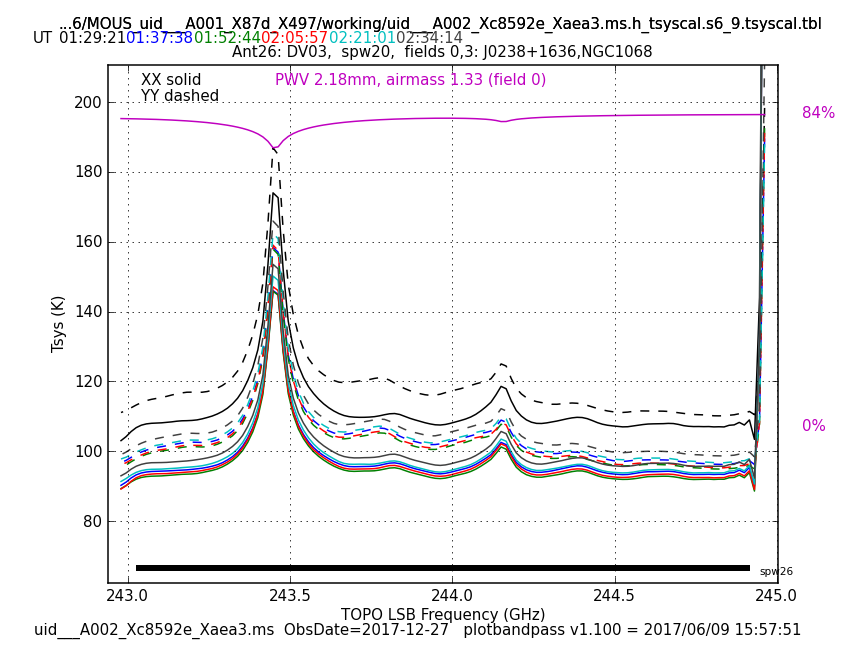 ...6/MOUS_uid___A001_X87d_X497/working/uid___A002_Xc8592e_Xaea3.ms.h_tsyscal.s6_9.tsyscal.tbl
UT 01:29:21 01:37:38 01:52:44 02:05:57 02:21:01 02:34:14
Ant26: DV03, spw20, fields 0,3: J0238+1636,NGC1068
XX solid
YY dashed
PWV 2.18mm, airmass 1.33 (field 0)
84%
0%
Tsys (K)
200
180
160
140
120
100
80
spw26
243.0 243.5 244.0 244.5 245.0
TOPO LSB Frequency (GHz)
uid___A002_Xc8592e_Xaea3.ms ObsDate=2017-12-27 plotbandpass v1.100 = 2017/06/09 15:57:51